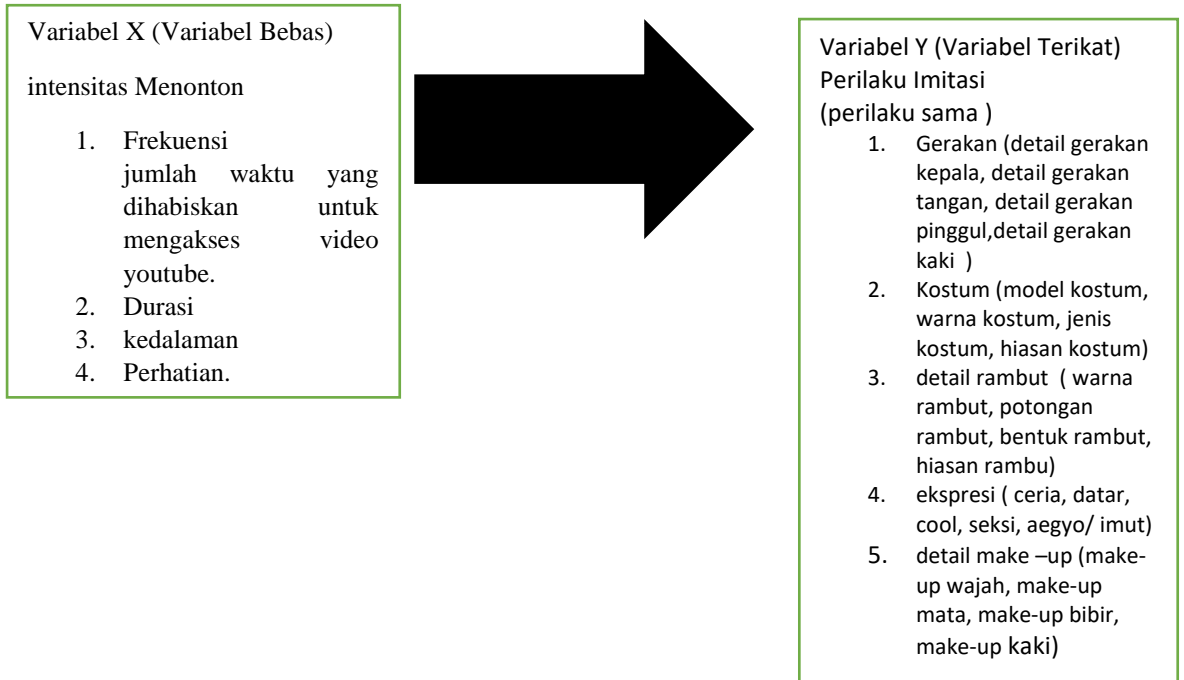 Variabel X (Variabel Bebas)
intensitas Menonton
1. Frekuensi
jumlah waktu yang
dihabiskan untuk
mengakses video
youtube.
2. Durasi
3. kedalaman
4. Perhatian.
Variabel Y (Variabel Terikat)
Perilaku Imitasi
(perilaku sama )
1. Gerakan (detail gerakan
kepala, detail gerakan
tangan, detail gerakan
pinggul,detail gerakan
kaki )
2. Kostum (model kostum,
warna kostum, jenis
kostum, hiasan kostum)
3. detail rambut ( warna
rambut, potongan
rambut, bentuk rambut,
hiasan rambu)
4. ekspresi ( ceria, datar,
cool, seksi, aegyo/ imut)
5. detail make –up (make-
up wajah, make-up
mata, make-up bibir,
make-up kaki)